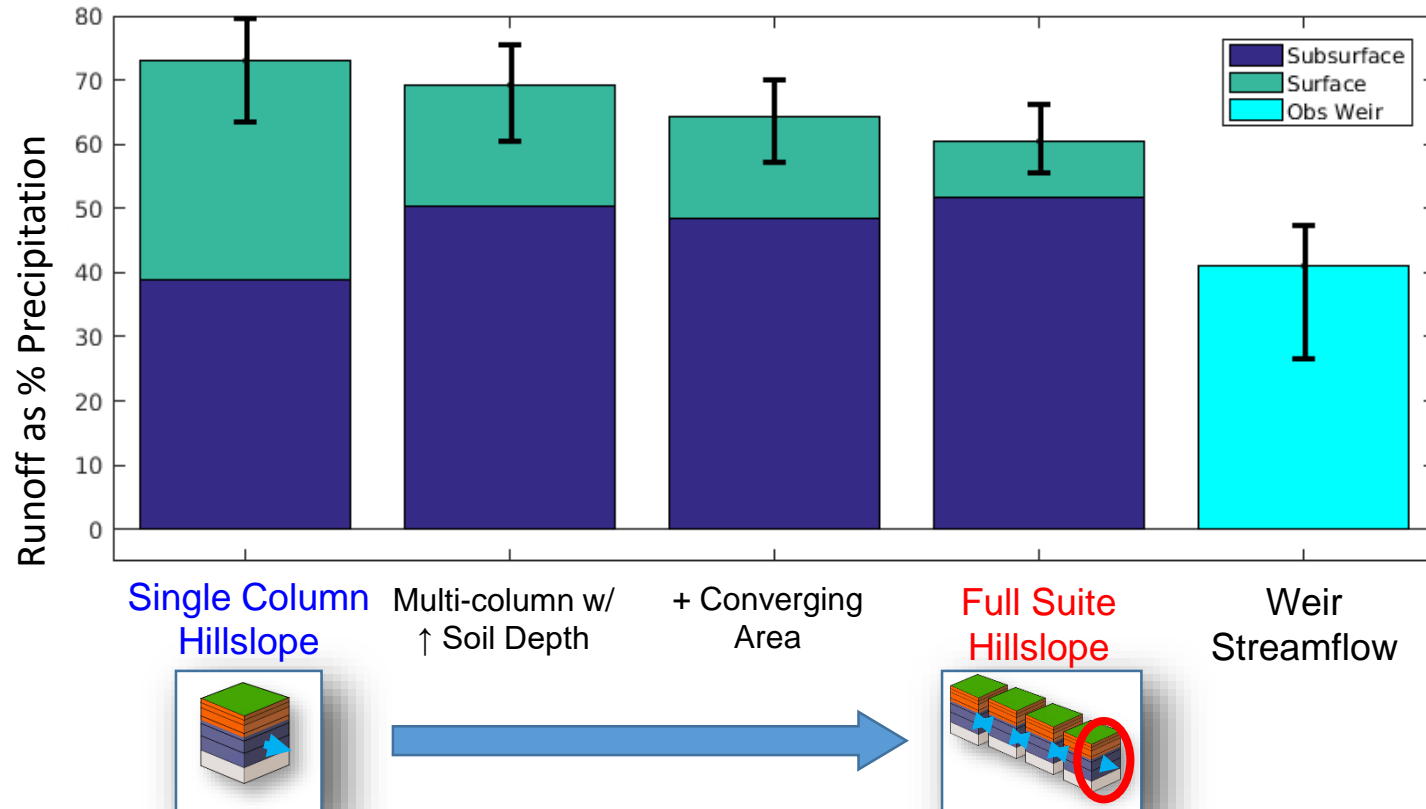 80
70
60
50
40
30
20
10
0
Runoff as % Precipitation
Subsurface
Surface
Obs Weir
Single Column
Hillslope
Multi-column w/
↑ Soil Depth
+ Converging
Area
Full Suite
Hillslope
Weir
Streamflow